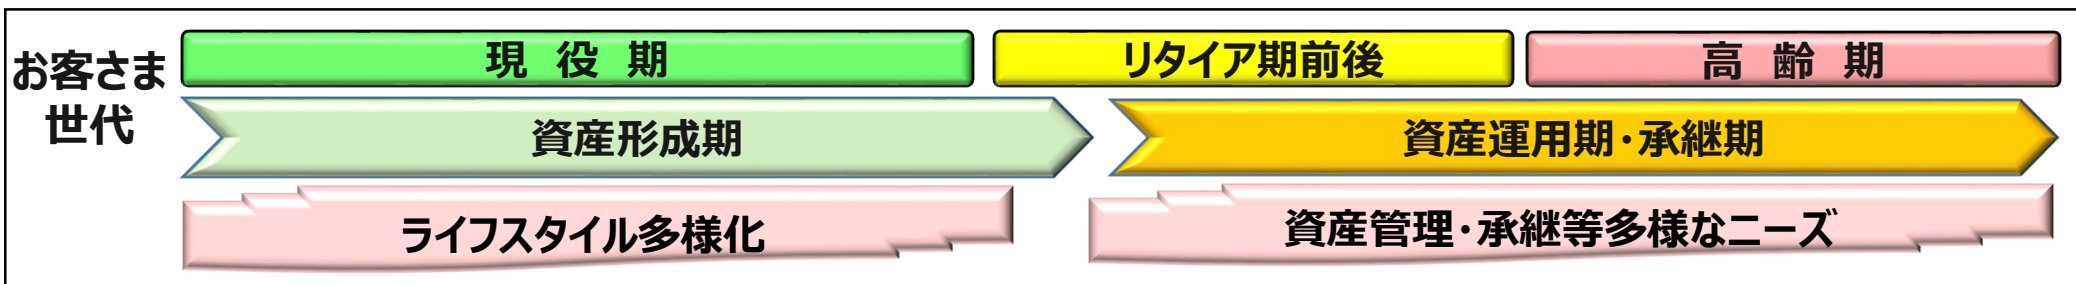 お客さま
世代
現 役 期
リタイア期前後
高 齢 期
資産形成期
資産運用期・承継期
ライフスタイル多様化
資産管理・承継等多様なニーズ